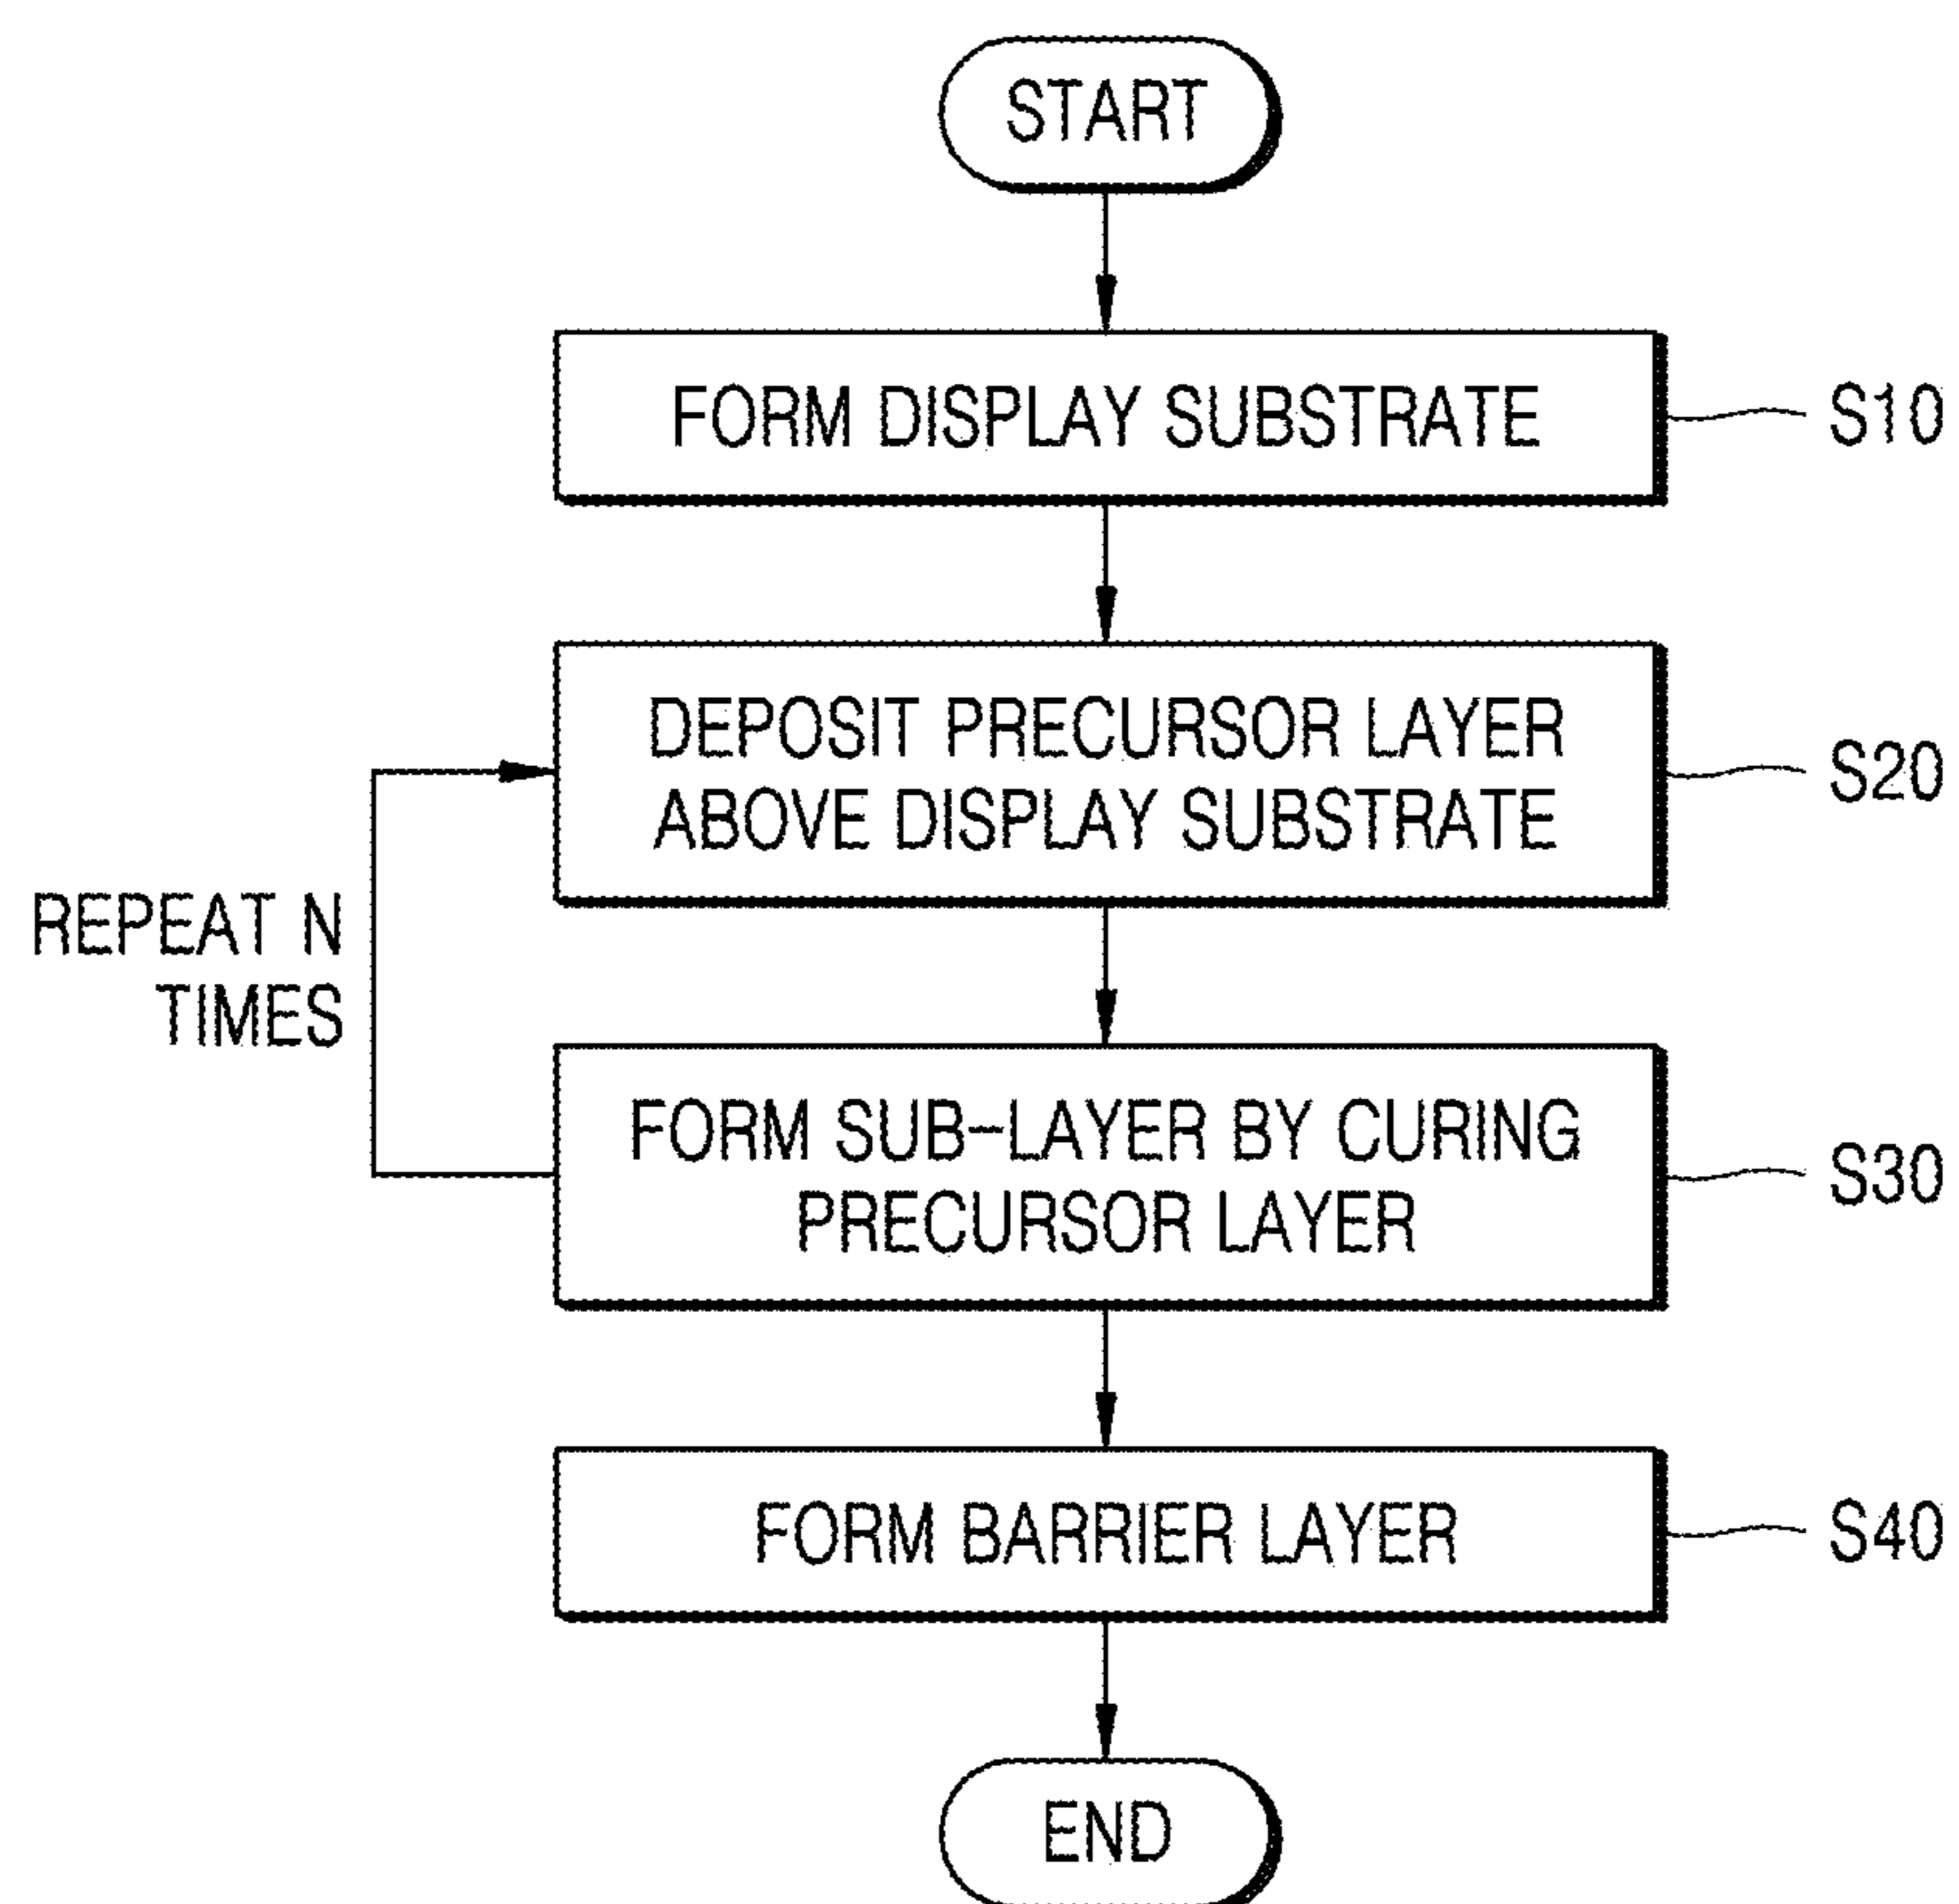 START
FORM DISPLAY SUBSTRATE
S10
DEPOSIT PRECURSOR LAYER
ABOVE DISPLAY SUBSTRATE
S20
REPEAT N
TIMES
FORM SUB-LAYER BY CURING
PRECURSOR LAYER
S30
FORM BARRIER LAYER
S40
END